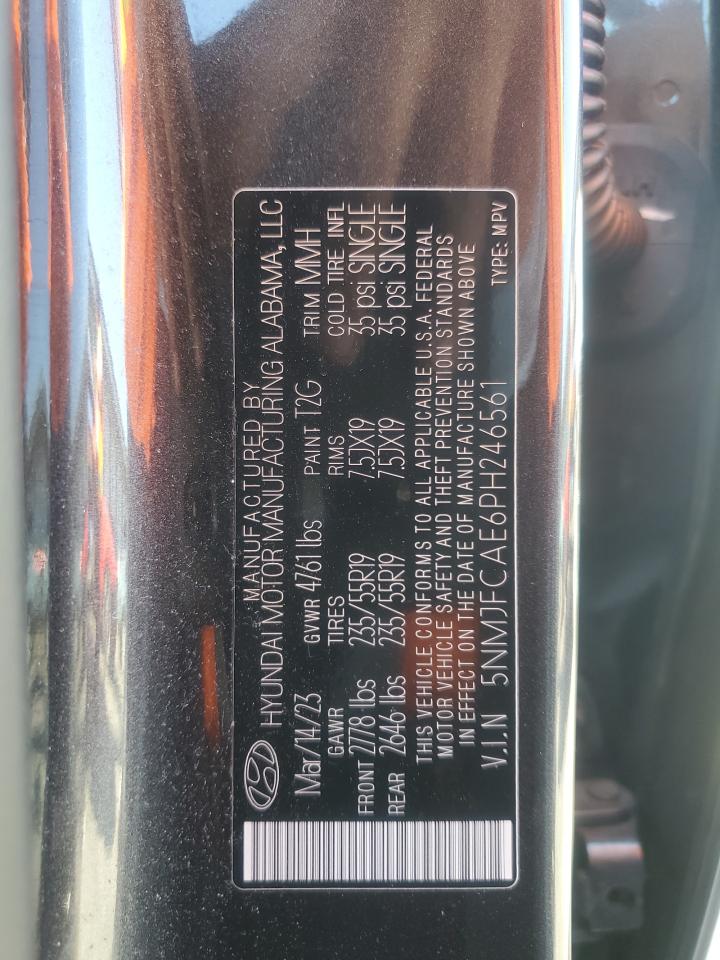 MANUFACTURED BY
HYUNDAI MOTOR MANUFACTURING ALABAMA, LLC
Mar/14/23 GVWR 4761 lbs PAINT T2G TRIM MMH
GAWR TIRES RIMS COLD TIRE INFL
FRONT 2778 lbs 235/55R19 7.5JX19 35 psi SINGLE
REAR 2646 lbs 235/55R19 7.5JX19 35 psi SINGLE
THIS VEHICLE CONFORMS TO ALL APPLICABLE U.S.A. FEDERAL
MOTOR VEHICLE SAFETY AND THEFT PREVENTION STANDARDS
IN EFFECT ON THE DATE OF MANUFACTURE SHOWN ABOVE
V.I.N 5NMJFCAE6PH246561 TYPE: MPV